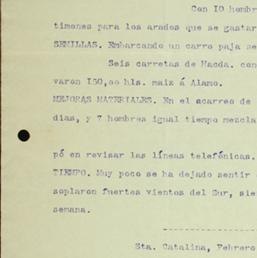 Con 10 hombr
timones para los arados que se gastar
SEMILLAS. Embarcando un carro paja se
Seis carretas de Hacda. con
varon 150,oo hls. maiz á Alamo.
MEJORAS MATERIALES. En el acarreo de
dias, y 7 hombres igual tiempo mezcla
pó en revisar las líneas telefónicas.
TIEMPO. Muy poco se ha dejado sentir
soplaron fuertes vientos del Sur, sie
semana.
Sta. Catalina, Febrero